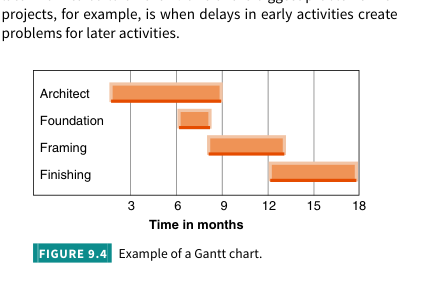 projects, for example, is when delays in early activities create
problems for later activities.
Architect
Foundation
Framing
Finishing
3 6 9 12 15 18
Time in months
FIGURE 9.4 Example of a Gantt chart.